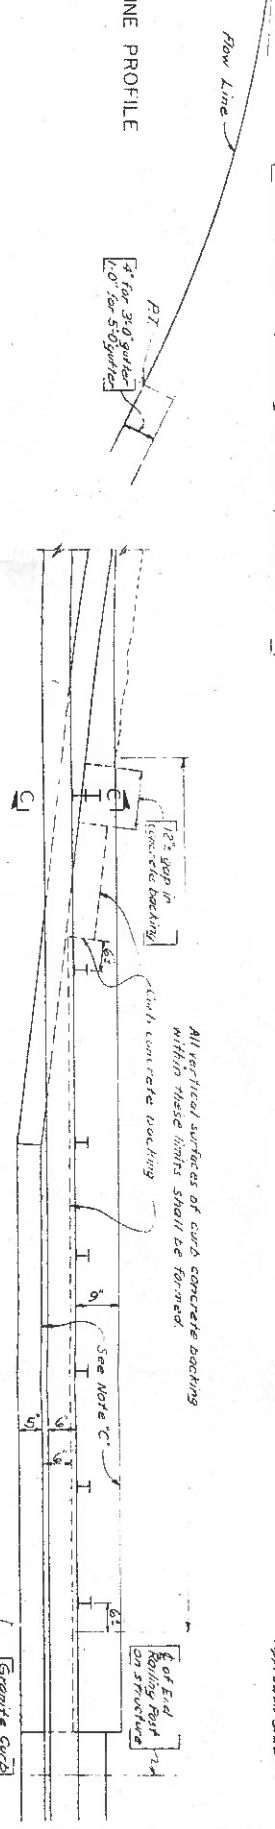 Flow Line
NE PROFILE
P.T.
4" for 3'-0" gutter
1'-0" for 5'-0" gutter
C
C
12"± gap in
concrete backing
6"±
Curb concrete backing
All vertical surfaces of curb concrete backing
within these limits shall be formed.
9"
See Note "C"
5"
6"
6"
6"±
℄ of End
Railing Post
on structure
Granite Curb